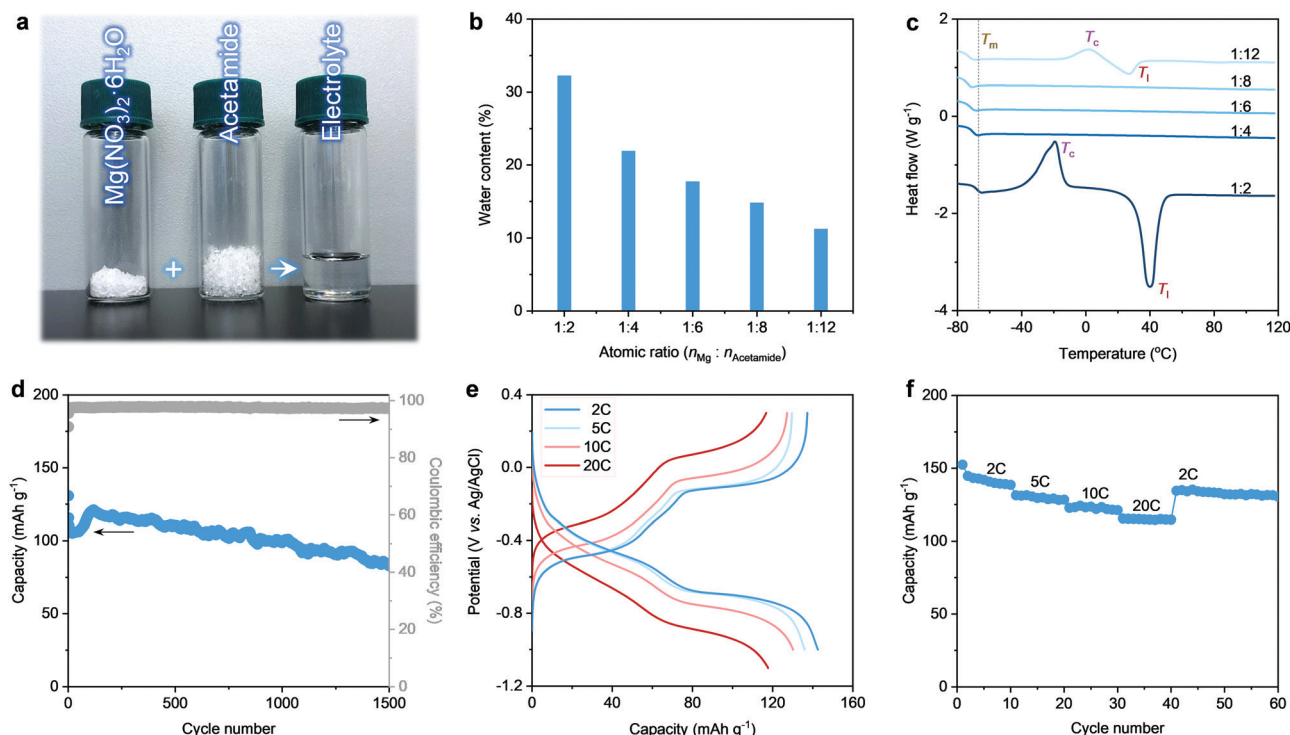 a
Mg(NO₃)₂·6H₂O
Acetamide
Electrolyte
+
b
40
30
20
10
0
Water content (%)
1:2 1:4 1:6 1:8 1:12
Atomic ratio (nMg : nAcetamide)
c
4
2
0
-2
-4
Heat flow (W g⁻¹)
Tm
Tc
Tl
1:12
1:8
1:6
1:4
Tc
1:2
Tl
-80 -40 0 40 80 120
Temperature (°C)
d
200
150
100
50
0
Capacity (mAh g⁻¹)
100
80
60
40
20
0
Coulombic efficiency (%)
0 500 1000 1500
Cycle number
e
0.4
0.0
-0.4
-0.8
-1.2
Potential (V vs. Ag/AgCl)
2C
5C
10C
20C
0 40 80 120 160
Capacity (mAh g⁻¹)
f
200
150
100
50
0
Capacity (mAh g⁻¹)
2C
5C
10C
20C
2C
0 10 20 30 40 50 60
Cycle number